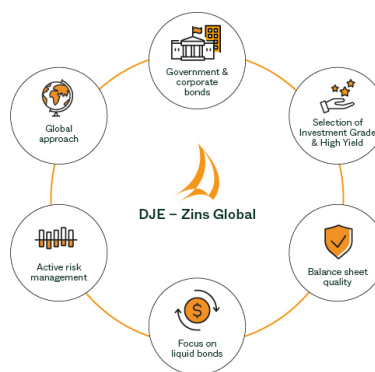 Government &
corporate
bonds
Selection of
Investment Grade
& High Yield
Balance sheet
quality
$
Focus on
liquid bonds
Active risk
management
Global
approach
DJE – Zins Global